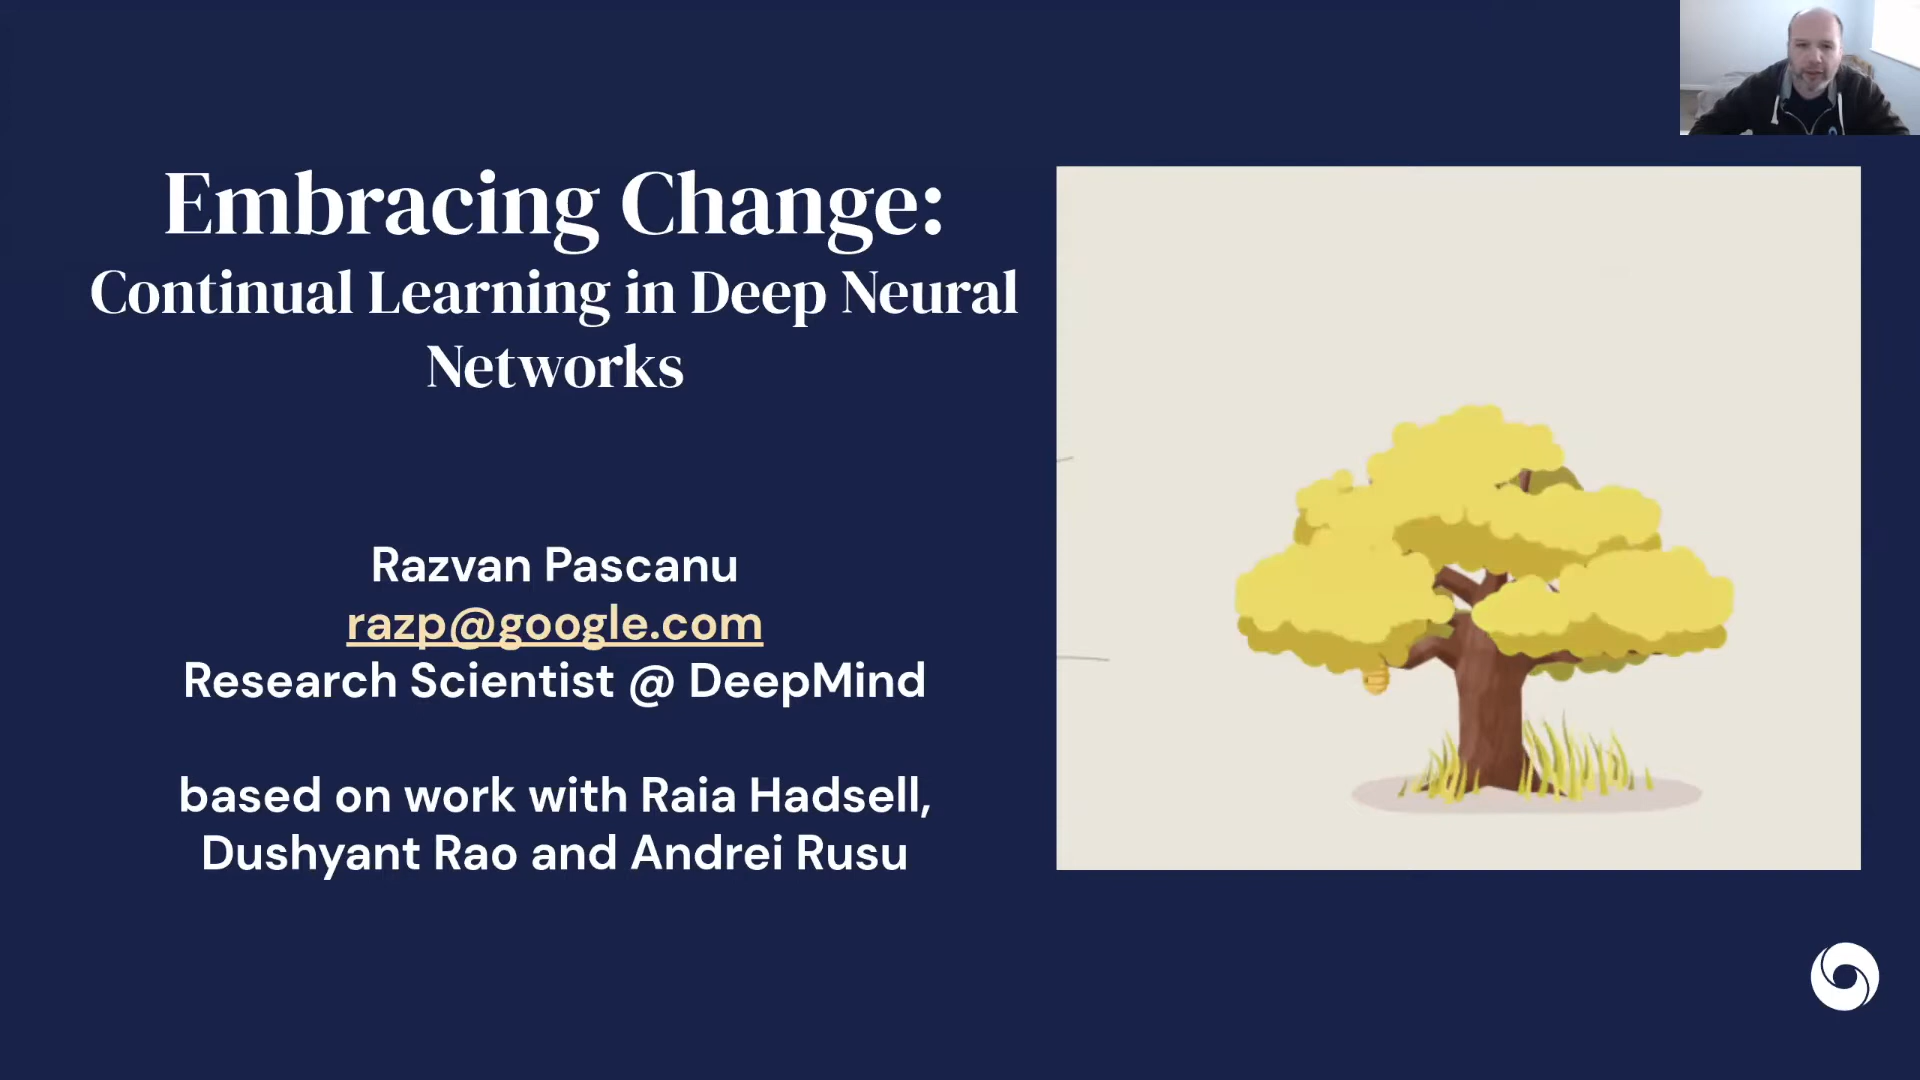 Embracing Change:
Continual Learning in Deep Neural
Networks
Razvan Pascanu
razp@google.com
Research Scientist @ DeepMind
based on work with Raia Hadsell,
Dushyant Rao and Andrei Rusu